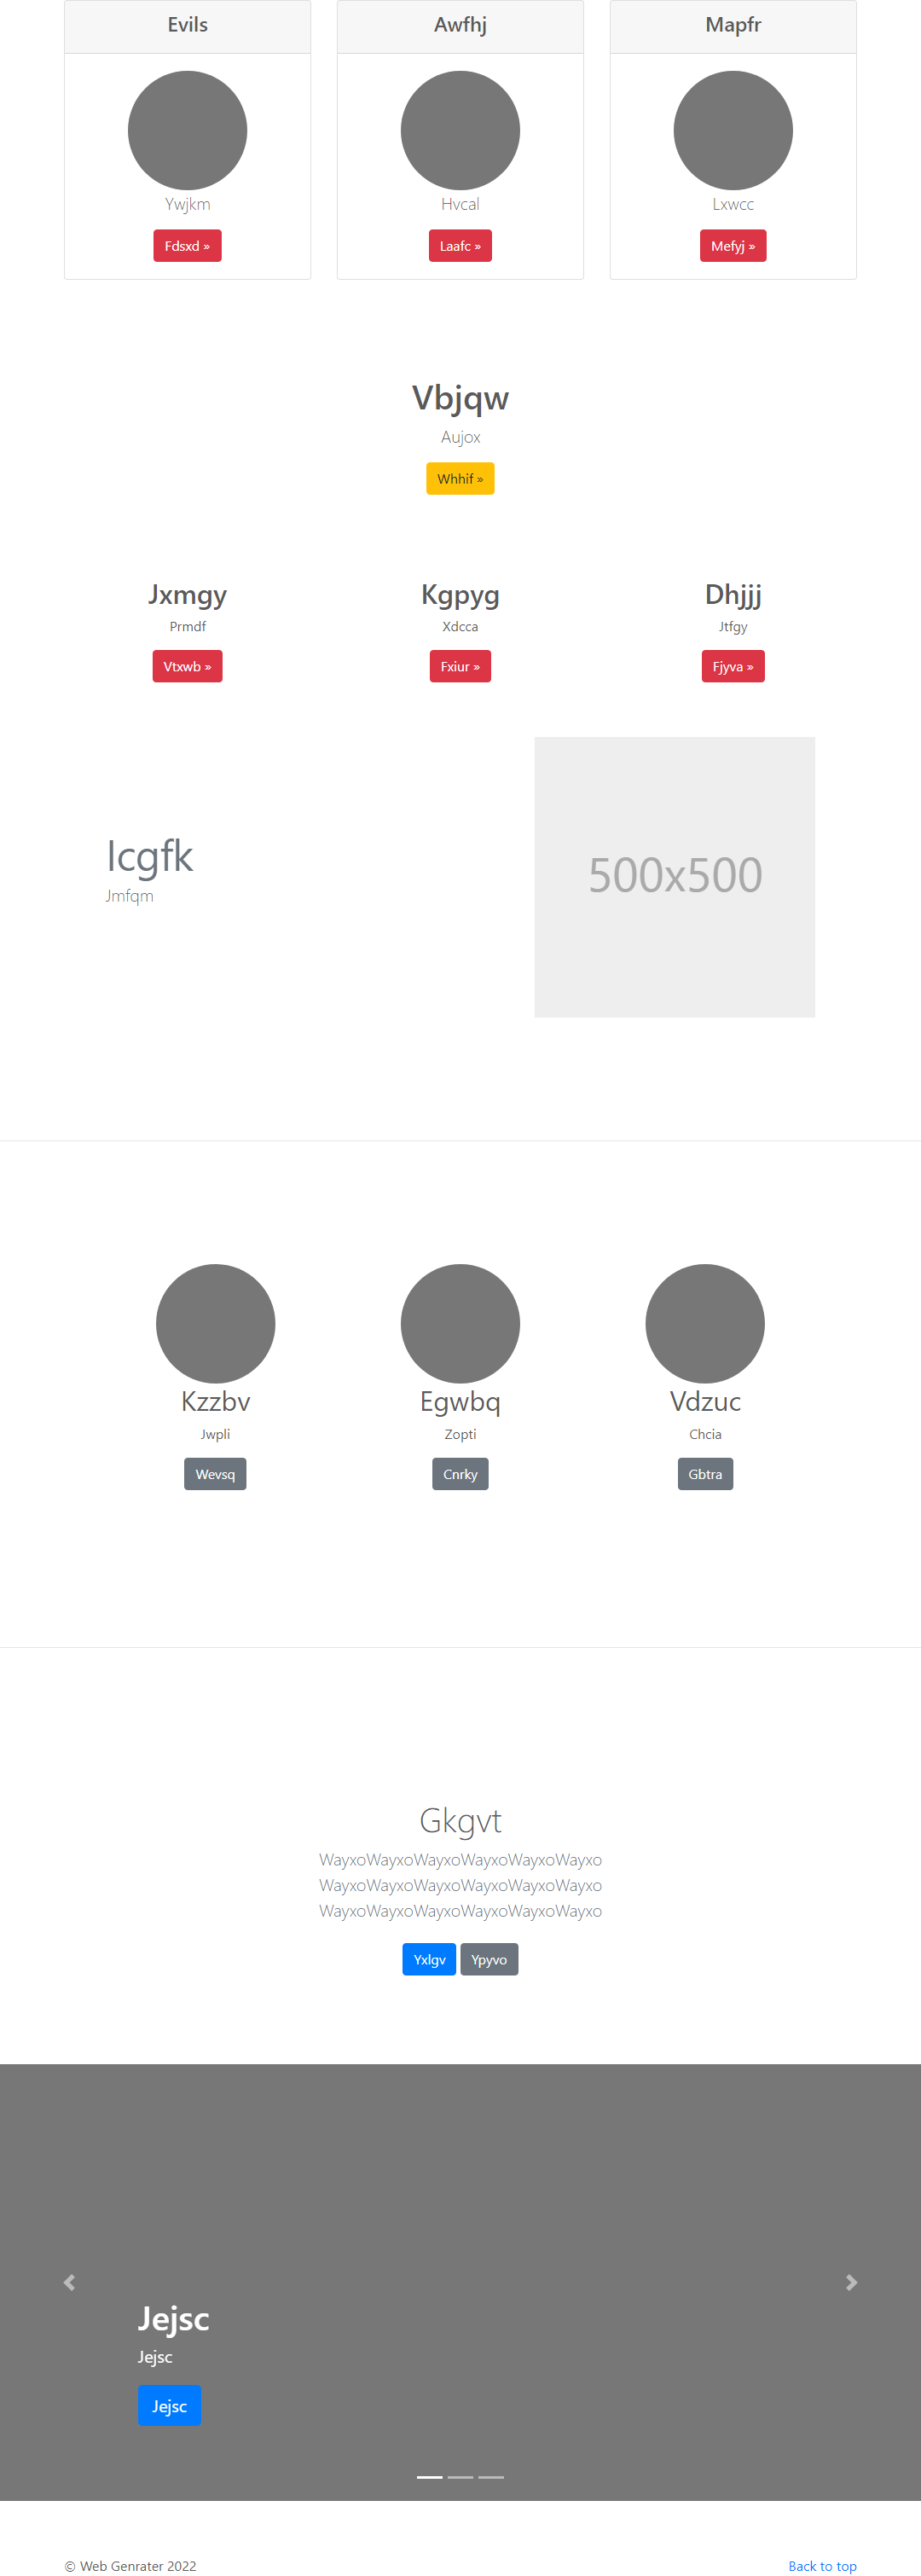 Evils
Awfhj
Mapfr
Ywjkm
Hvcal
Lxwcc
Fdsxd »
Laafc »
Mefyj »
Vbjqw
Aujox
Whhif »
Jxmgy
Kgpyg
Dhjjj
Prmdf
Xdcca
Jtfgy
Vtxwb »
Fxiur »
Fjyva »
Icgfk
Jmfqm
500x500
Kzzbv
Egwbq
Vdzuc
Jwpli
Zopti
Chcia
Wevsq
Cnrky
Gbtra
Gkgvt
WayxoWayxoWayxoWayxoWayxoWayxo
WayxoWayxoWayxoWayxoWayxoWayxo
WayxoWayxoWayxoWayxoWayxoWayxo
Yxlgv
Ypyvo
Jejsc
Jejsc
Jejsc
© Web Genrater 2022
Back to top